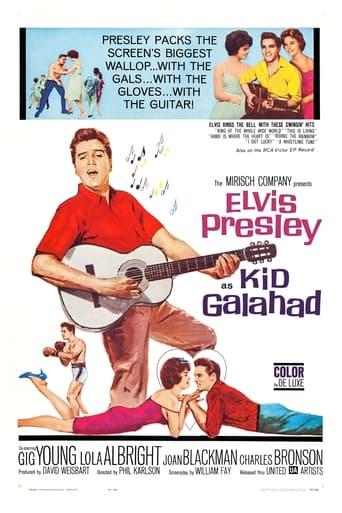 PRESLEY PACKS THE
SCREEN'S BIGGEST
WALLOP...WITH THE
GALS...WITH THE
GLOVES...WITH
THE GUITAR!
ELVIS RINGS THE BELL WITH THESE SWINGIN' HITS
"KING OF THE WHOLE WIDE WORLD" "THIS IS LIVING"
"HOME IS WHERE THE HEART IS" "RIDING THE RAINBOW"
"I GOT LUCKY" "A WHISTLING TUNE"
Also on the RCA Victor EP Record
The MIRISCH COMPANY presents
ELVIS
PRESLEY
as KID
GALAHAD
COLOR
by DE LUXE
Co-starring
GIG YOUNG LOLA ALBRIGHT JOAN BLACKMAN CHARLES BRONSON
Produced by DAVID WEISBART Directed by PHIL KARLSON Screenplay by WILLIAM FAY Released thru UNITED UA ARTISTS